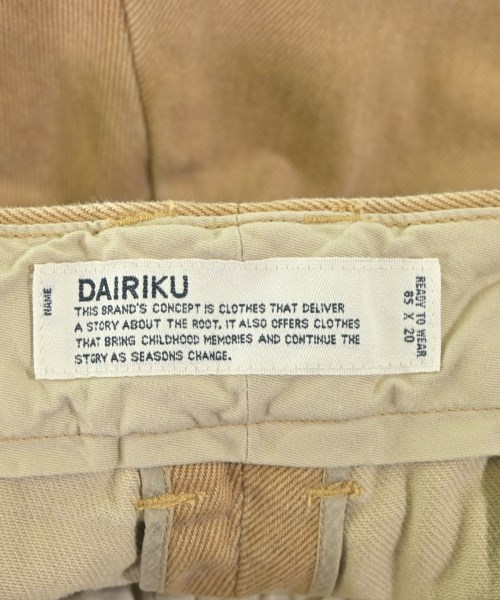 NAME
DAIRIKU
THIS BRAND'S CONCEPT IS CLOTHES THAT DELIVER
A STORY ABOUT THE ROOT. IT ALSO OFFERS CLOTHES
THAT BRING CHILDHOOD MEMORIES AND CONTINUE THE
STORY AS SEASONS CHANGE.
READY TO WEAR
85 X 20